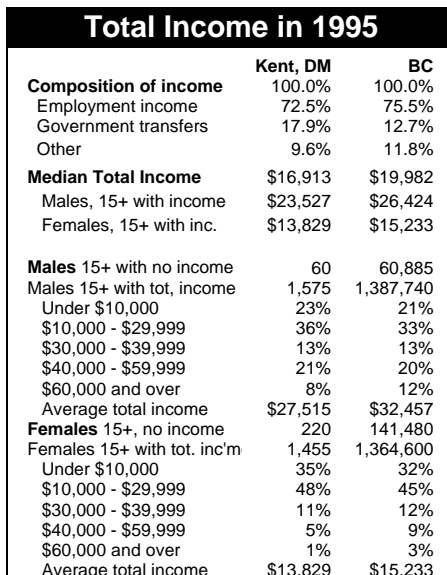 Total Income in 1995
Kent, DM BC
Composition of income 100.0% 100.0%
Employment income 72.5% 75.5%
Government transfers 17.9% 12.7%
Other 9.6% 11.8%
Median Total Income $16,913 $19,982
Males, 15+ with income $23,527 $26,424
Females, 15+ with inc. $13,829 $15,233
Males 15+ with no income 60 60,885
Males 15+ with tot, income 1,575 1,387,740
Under $10,000 23% 21%
$10,000 - $29,999 36% 33%
$30,000 - $39,999 13% 13%
$40,000 - $59,999 21% 20%
$60,000 and over 8% 12%
Average total income $27,515 $32,457
Females 15+, no income 220 141,480
Females 15+ with tot. inc'm 1,455 1,364,600
Under $10,000 35% 32%
$10,000 - $29,999 48% 45%
$30,000 - $39,999 11% 12%
$40,000 - $59,999 5% 9%
$60,000 and over 1% 3%
Average total income $13,829 $15,233